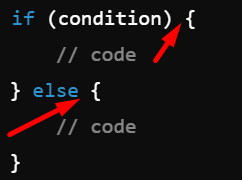 if (condition) {
    // code
} else {
    // code
}